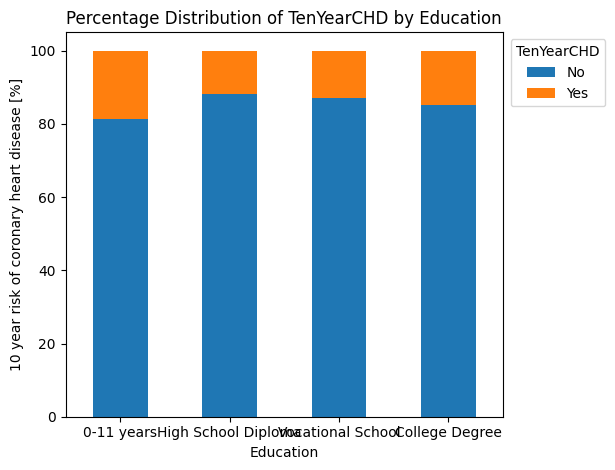 Percentage Distribution of TenYearCHD by Education
10 year risk of coronary heart disease [%]
100
80
60
40
20
0
0-11 years
High School Diploma
Vocational School
College Degree
Education
TenYearCHD
No
Yes